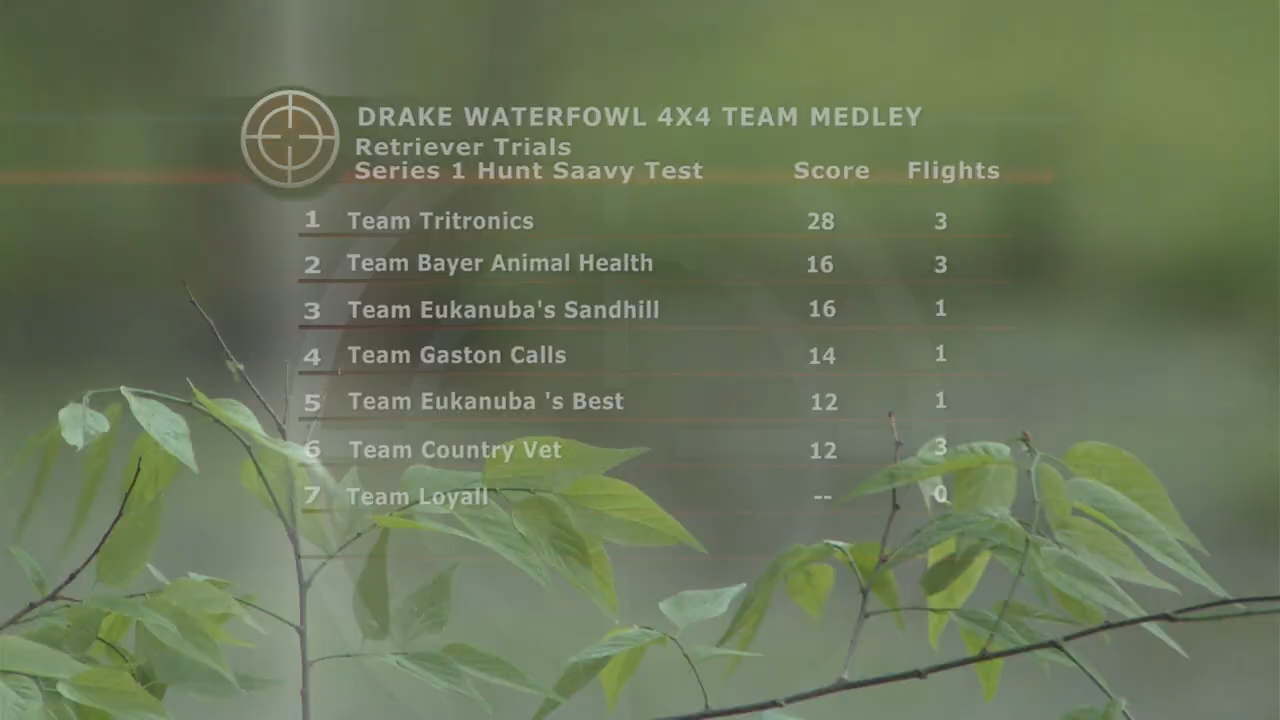 DRAKE WATERFOWL 4X4 TEAM MEDLEY
Retriever Trials
Series 1 Hunt Saavy Test Score Flights
1 Team Tritronics 28 3
2 Team Bayer Animal Health 16 3
3 Team Eukanuba's Sandhill 16 1
4 Team Gaston Calls 14 1
5 Team Eukanuba 's Best 12 1
6 Team Country Vet 12 3
7 Team Loyall -- 0